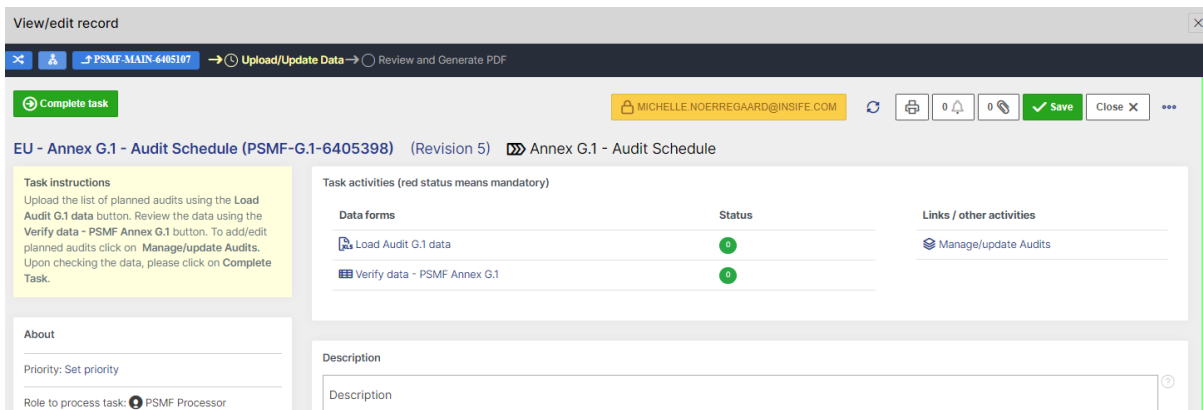 View/edit record
PSMF-MAIN-6405107 Upload/Update Data Review and Generate PDF
Complete task
MICHELLE.NOERREGAARD@INSIFE.COM 0 0 Save Close X
EU - Annex G.1 - Audit Schedule (PSMF-G.1-6405398) (Revision 5) Annex G.1 - Audit Schedule
Task instructions
Upload the list of planned audits using the Load
Audit G.1 data button. Review the data using the
Verify data - PSMF Annex G.1 button. To add/edit
planned audits click on Manage/update Audits.
Upon checking the data, please click on Complete
Task.
Task activities (red status means mandatory)
Data forms Status Links / other activities
XLS Load Audit G.1 data 0 Manage/update Audits
Verify data - PSMF Annex G.1 0
About
Priority: Set priority
Role to process task: PSMF Processor
Description
Description